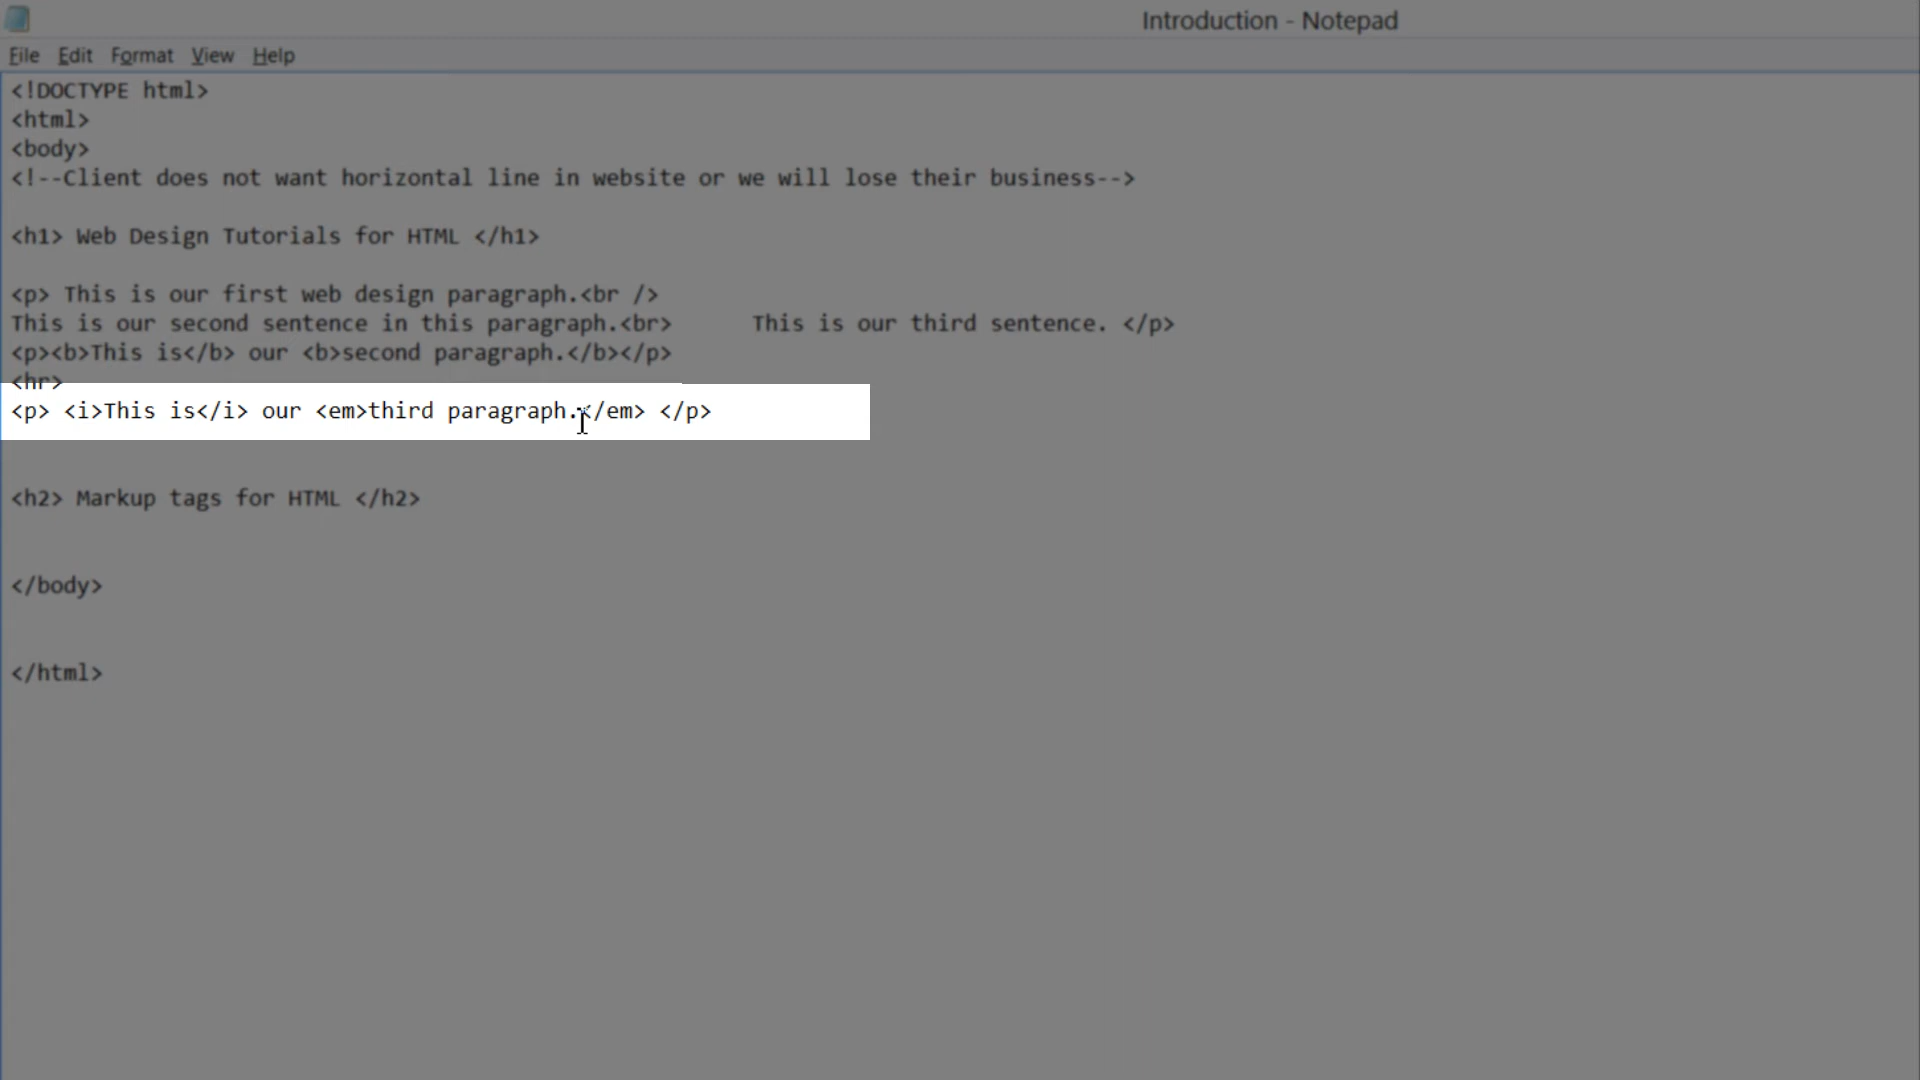 Introduction - Notepad
File Edit Format View Help
<!DOCTYPE html>
<html>
<body>
<!--Client does not want horizontal line in website or we will lose their business-->
<h1> Web Design Tutorials for HTML </h1>
<p> This is our first web design paragraph.<br />
This is our second sentence in this paragraph.<br>      This is our third sentence. </p>
<p><b>This is</b> our <b>second paragraph.</b></p>
<hr>
<p> <i>This is</i> our <em>third paragraph.</em> </p>
<h2> Markup tags for HTML </h2>
</body>
</html>